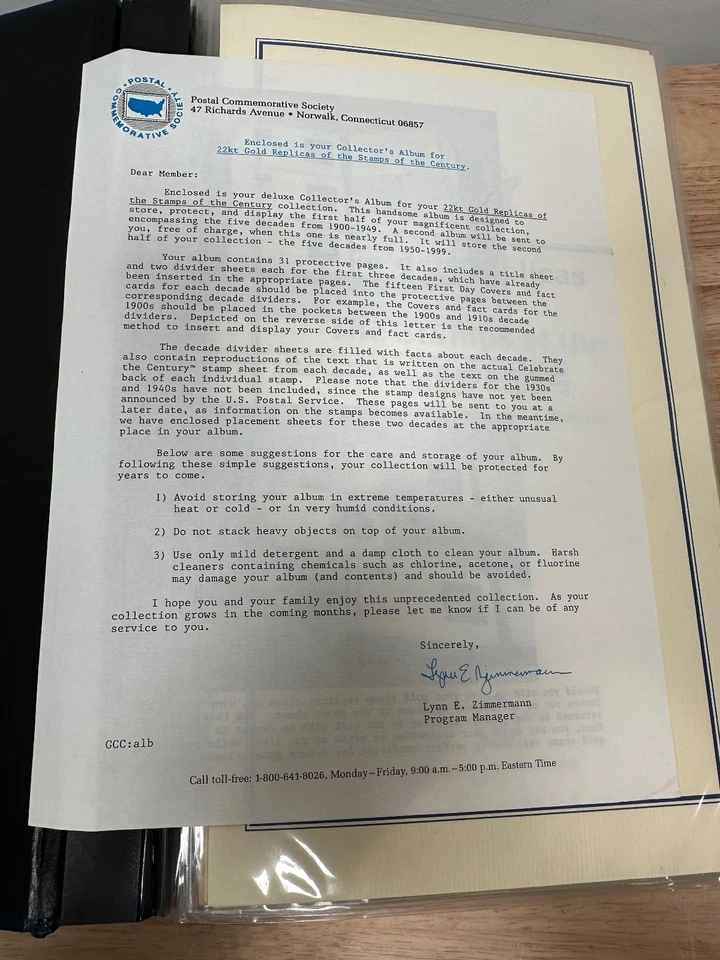 POSTAL
COMMEMORATIVE SOCIETY
Postal Commemorative Society
47 Richards Avenue • Norwalk, Connecticut 06857
Enclosed is your Collector's Album for
22kt Gold Replicas of the Stamps of the Century.
Dear Member:
Enclosed is your deluxe Collector's Album for your 22kt Gold Replicas of
the Stamps of the Century collection. This handsome album is designed to
store, protect, and display the first half of your magnificent collection,
encompassing the five decades from 1900-1949. A second album will be sent to
you, free of charge, when this one is nearly full. It will store the second
half of your collection - the five decades from 1950-1999.
Your album contains 31 protective pages. It also includes a title sheet
and two divider sheets each for the first three decades, which have already
been inserted in the appropriate pages. The fifteen First Day Covers and fact
cards for each decade should be placed into the protective pages between the
corresponding decade dividers. For example, the Covers and fact cards for the
1900s should be placed in the pockets between the 1900s and 1910s decade
dividers. Depicted on the reverse side of this letter is the recommended
method to insert and display your Covers and fact cards.
The decade divider sheets are filled with facts about each decade. They
also contain reproductions of the text that is written on the actual Celebrate
the Century™ stamp sheet from each decade, as well as the text on the gummed
back of each individual stamp. Please note that the dividers for the 1930s
and 1940s have not been included, since the stamp designs have not yet been
announced by the U.S. Postal Service. These pages will be sent to you at a
later date, as information on the stamps becomes available. In the meantime,
we have enclosed placement sheets for these two decades at the appropriate
place in your album.
Below are some suggestions for the care and storage of your album. By
following these simple suggestions, your collection will be protected for
years to come.
1) Avoid storing your album in extreme temperatures - either unusual
heat or cold - or in very humid conditions.
2) Do not stack heavy objects on top of your album.
3) Use only mild detergent and a damp cloth to clean your album. Harsh
cleaners containing chemicals such as chlorine, acetone, or fluorine
may damage your album (and contents) and should be avoided.
I hope you and your family enjoy this unprecedented collection. As your
collection grows in the coming months, please let me know if I can be of any
service to you.
Sincerely,
Lynn E Zimmermann
Lynn E. Zimmermann
Program Manager
GCC:alb
Call toll-free: 1-800-641-8026, Monday–Friday, 9:00 a.m.–5:00 p.m. Eastern Time